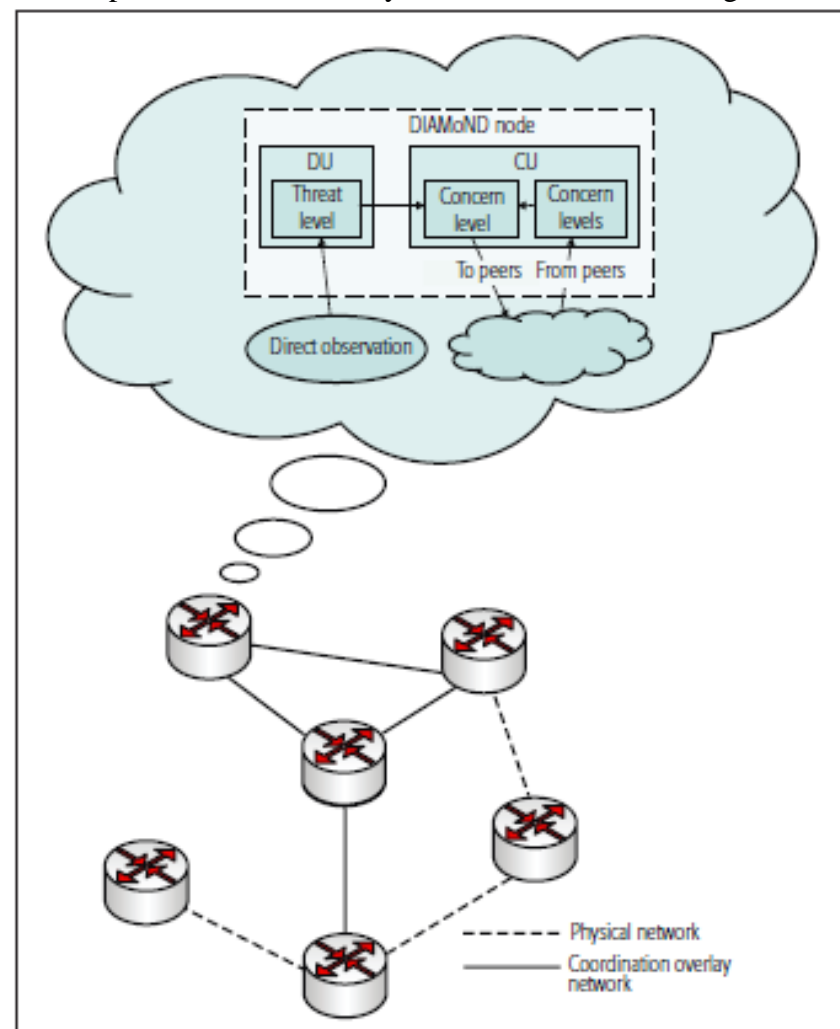 DIAMoND node
DU
CU
Threat
level
Concern
level
Concern
levels
To peers
From peers
Direct observation
Physical network
Coordination overlay
network